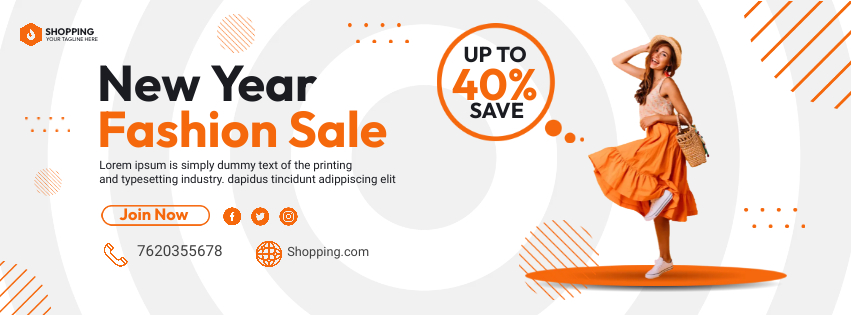 SHOPPING
YOUR TAGLINE HERE
New Year
Fashion Sale
Lorem ipsum is simply dummy text of the printing
and typesetting industry. dapidus tincidunt adippiscing elit
Join Now
7620355678
Shopping.com
UP TO
40%
SAVE